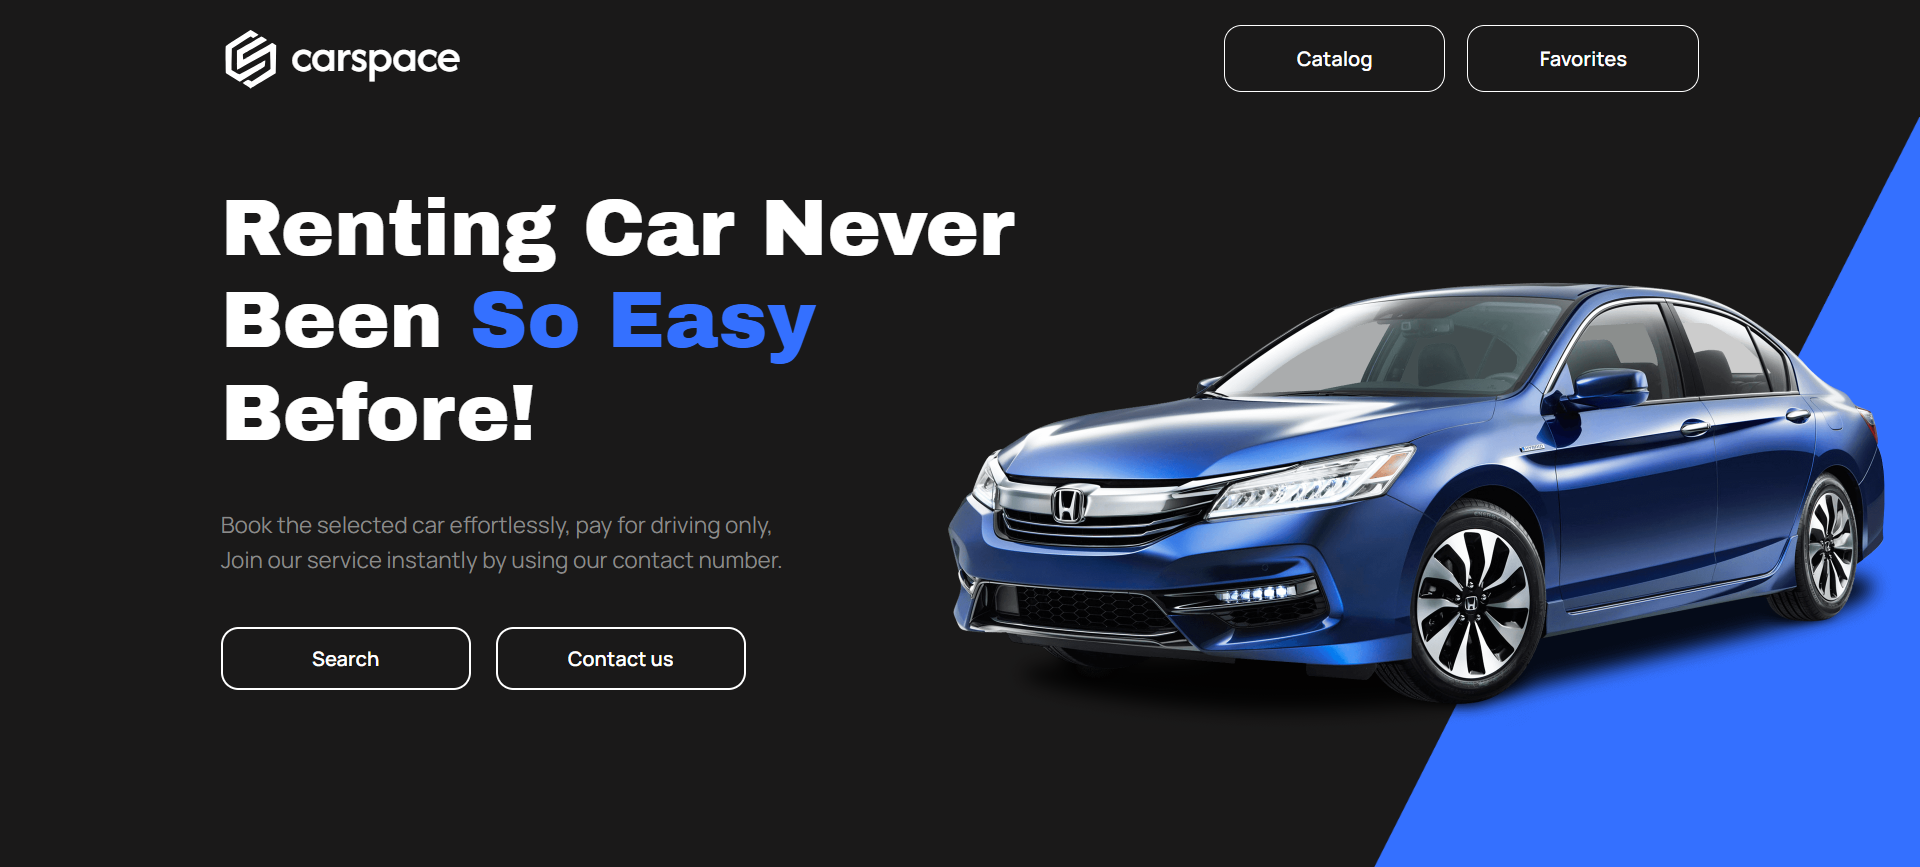 carspace
Catalog
Favorites
Renting Car Never
Been So Easy
Before!
Book the selected car effortlessly, pay for driving only,
Join our service instantly by using our contact number.
Search
Contact us